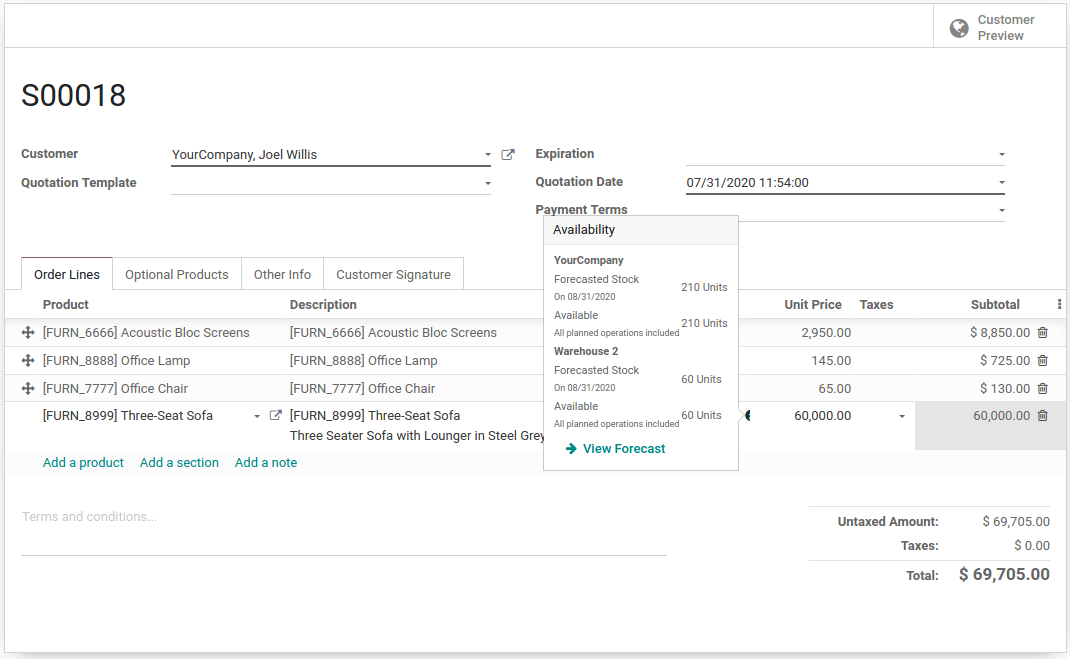 Customer
Preview
S00018
Customer YourCompany, Joel Willis Expiration
Quotation Template Quotation Date 07/31/2020 11:54:00
Payment Terms
Availability
YourCompany
Forecasted Stock
On 08/31/2020 210 Units
Available
All planned operations included 210 Units
Warehouse 2
Forecasted Stock
On 08/31/2020 60 Units
Available
All planned operations included 60 Units
View Forecast
Order Lines Optional Products Other Info Customer Signature
Product Description Unit Price Taxes Subtotal
[FURN_6666] Acoustic Bloc Screens [FURN_6666] Acoustic Bloc Screens 2,950.00 $ 8,850.00
[FURN_8888] Office Lamp [FURN_8888] Office Lamp 145.00 $ 725.00
[FURN_7777] Office Chair [FURN_7777] Office Chair 65.00 $ 130.00
[FURN_8999] Three-Seat Sofa [FURN_8999] Three-Seat Sofa 60,000.00 60,000.00
Three Seater Sofa with Lounger in Steel Grey
Add a product Add a section Add a note
Terms and conditions...
Untaxed Amount: $ 69,705.00
Taxes: $ 0.00
Total: $ 69,705.00